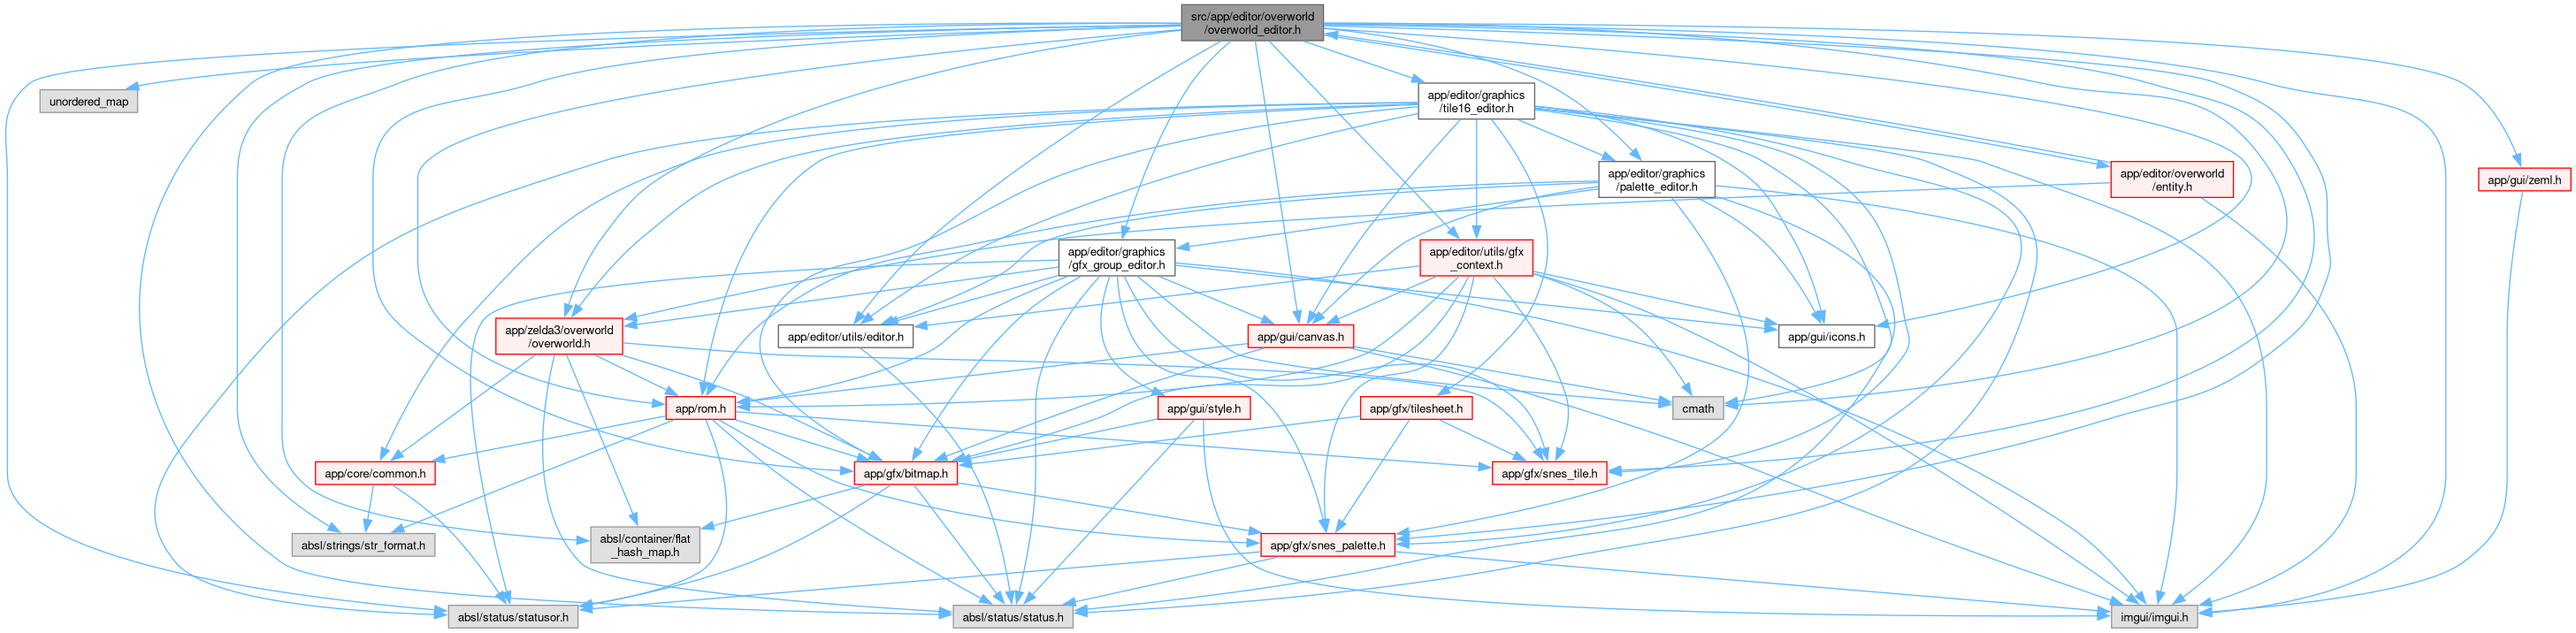 src/app/editor/overworld
/overworld_editor.h
unordered_map
app/editor/graphics
/tile16_editor.h
app/editor/graphics
/palette_editor.h
app/editor/overworld
/entity.h
app/gui/zeml.h
app/editor/graphics
/gfx_group_editor.h
app/editor/utils/gfx
_context.h
app/zelda3/overworld
/overworld.h
app/editor/utils/editor.h
app/gui/canvas.h
app/gui/icons.h
app/rom.h
app/gui/style.h
app/gfx/tilesheet.h
cmath
app/core/common.h
app/gfx/bitmap.h
app/gfx/snes_tile.h
absl/strings/str_format.h
absl/container/flat
_hash_map.h
app/gfx/snes_palette.h
absl/status/statusor.h
absl/status/status.h
imgui/imgui.h